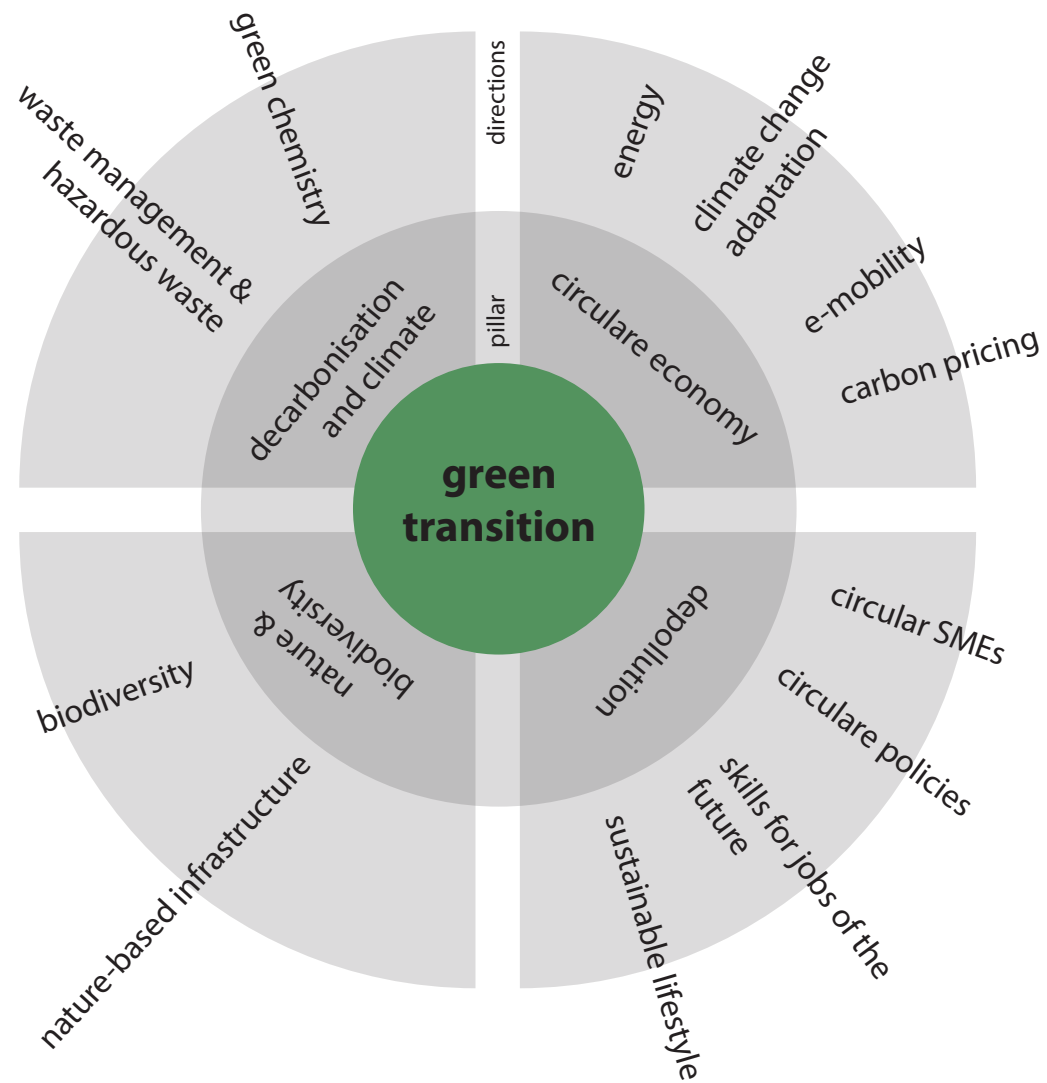 green
transition
pillar
directions
decarbonisation
and climate
circulare economy
depollution
nature &
biodiversity
green chemistry
waste management &
hazardous waste
energy
climate change
adaptation
e-mobility
carbon pricing
circular SMEs
circulare policies
skills for jobs of the
future
sustainable lifestyle
biodiversity
nature-based infrastructure